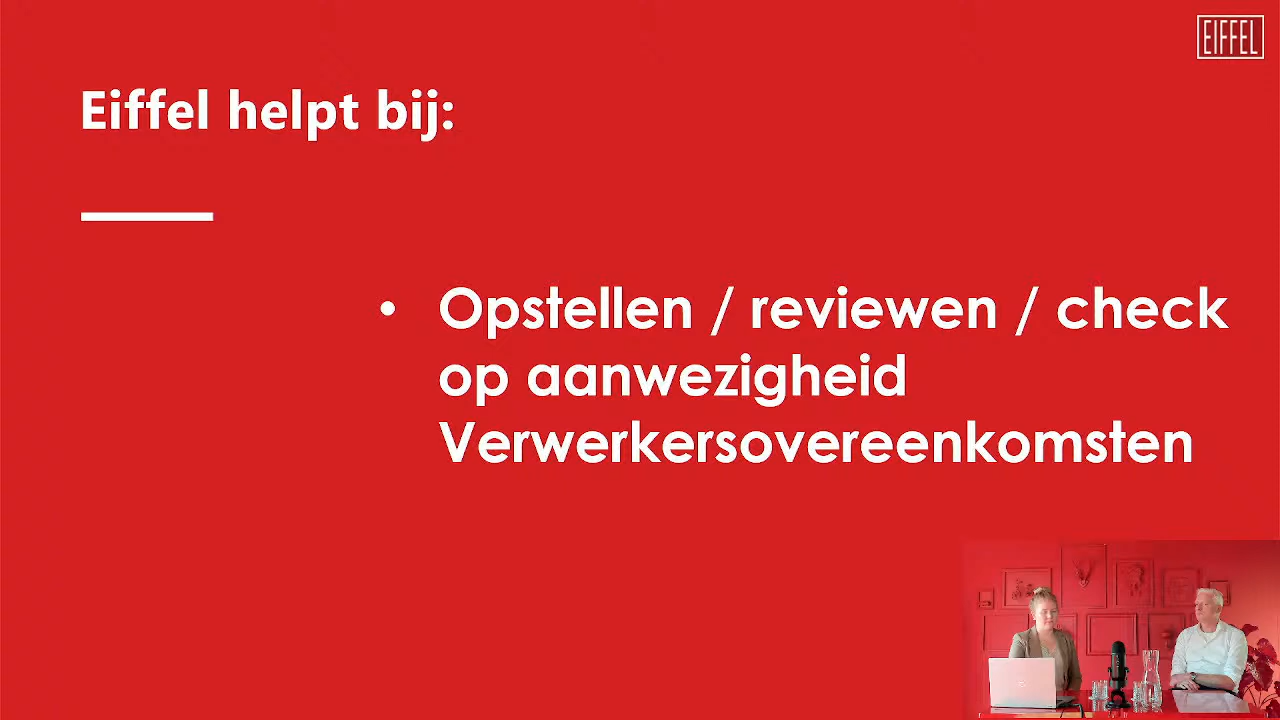 EIFFEL
Eiffel helpt bij:
• Opstellen / reviewen / check
op aanwezigheid
Verwerkersovereenkomsten